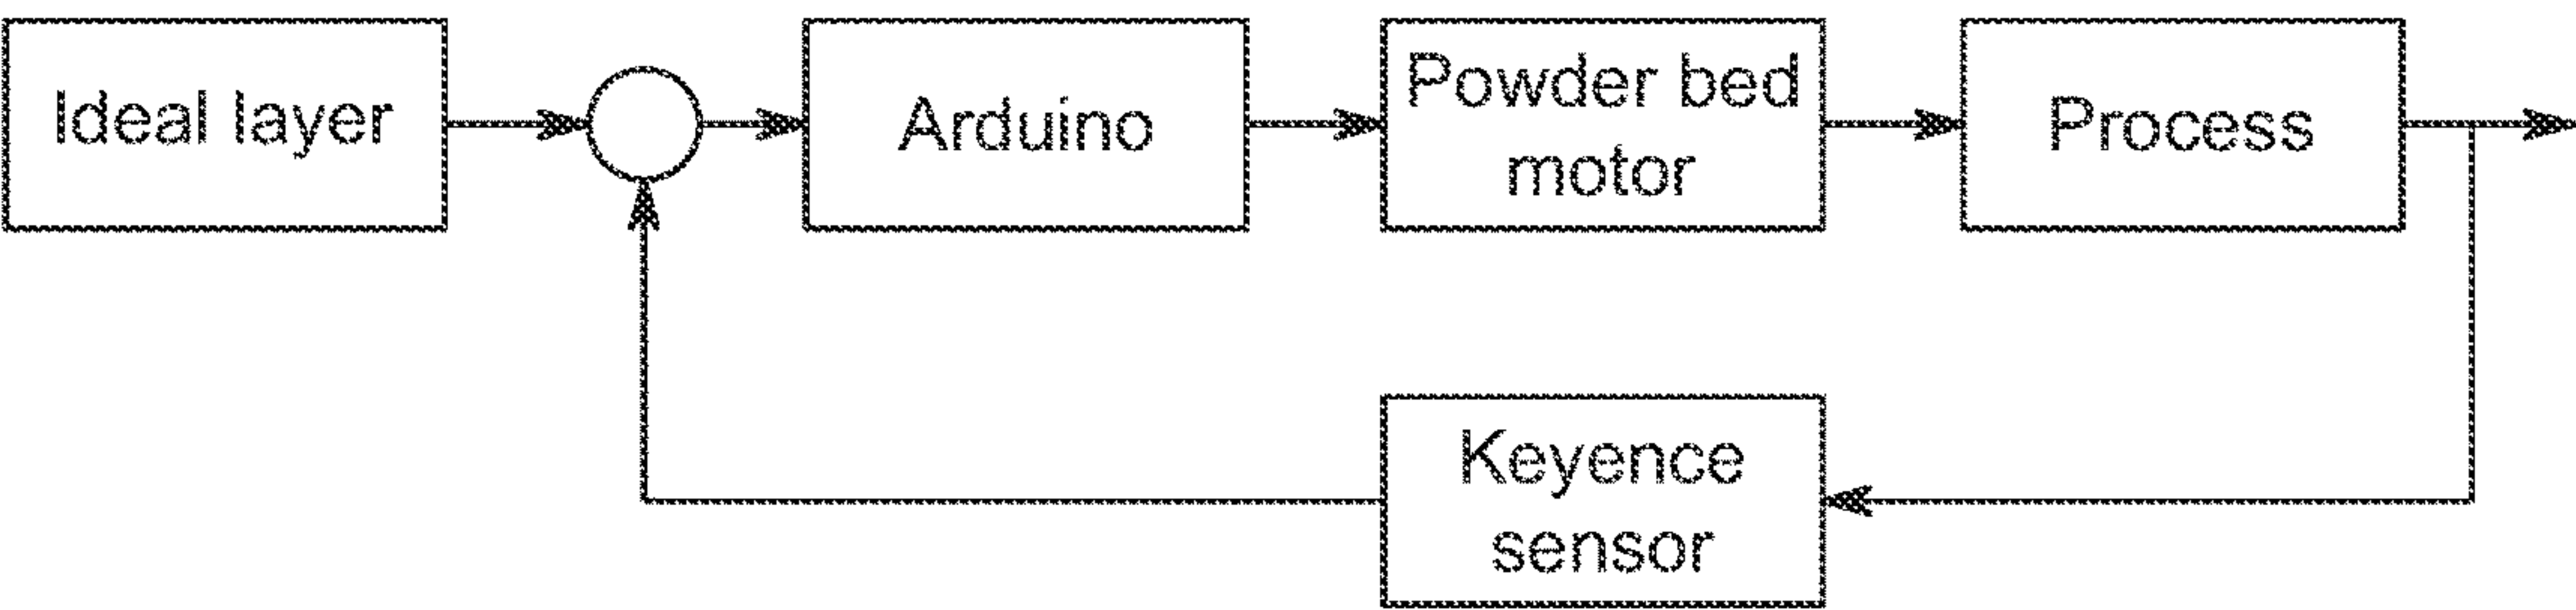 Ideal layer
Arduino
Powder bed
motor
Process
Keyence
sensor